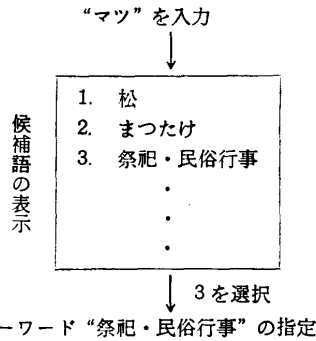 “マツ”を入力
候補語の表示
1. 松
2. まつたけ
3. 祭祀・民俗行事
・
・
・
3を選択
ーワード“祭祀・民俗行事”の指定